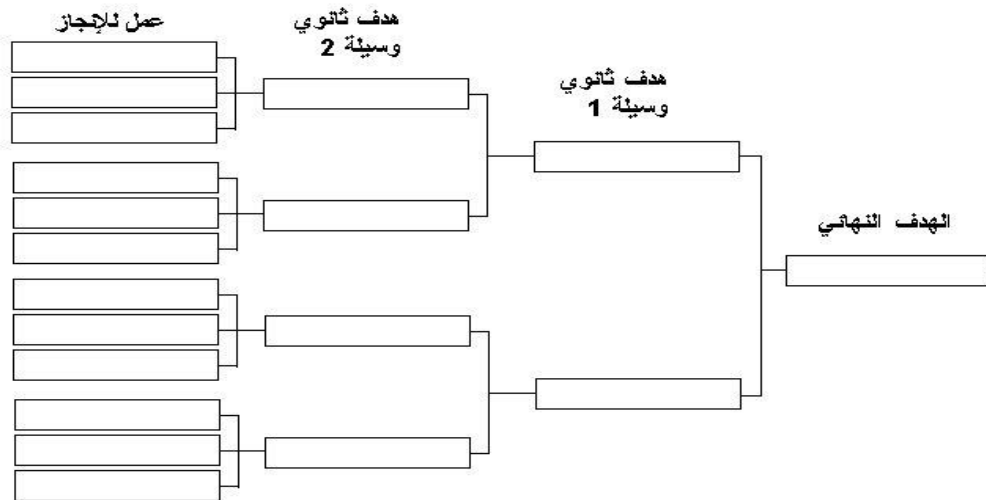 الهدف النهائي
هدف ثانوي
وسيلة 1
هدف ثانوي
وسيلة 2
عمل للإنجاز